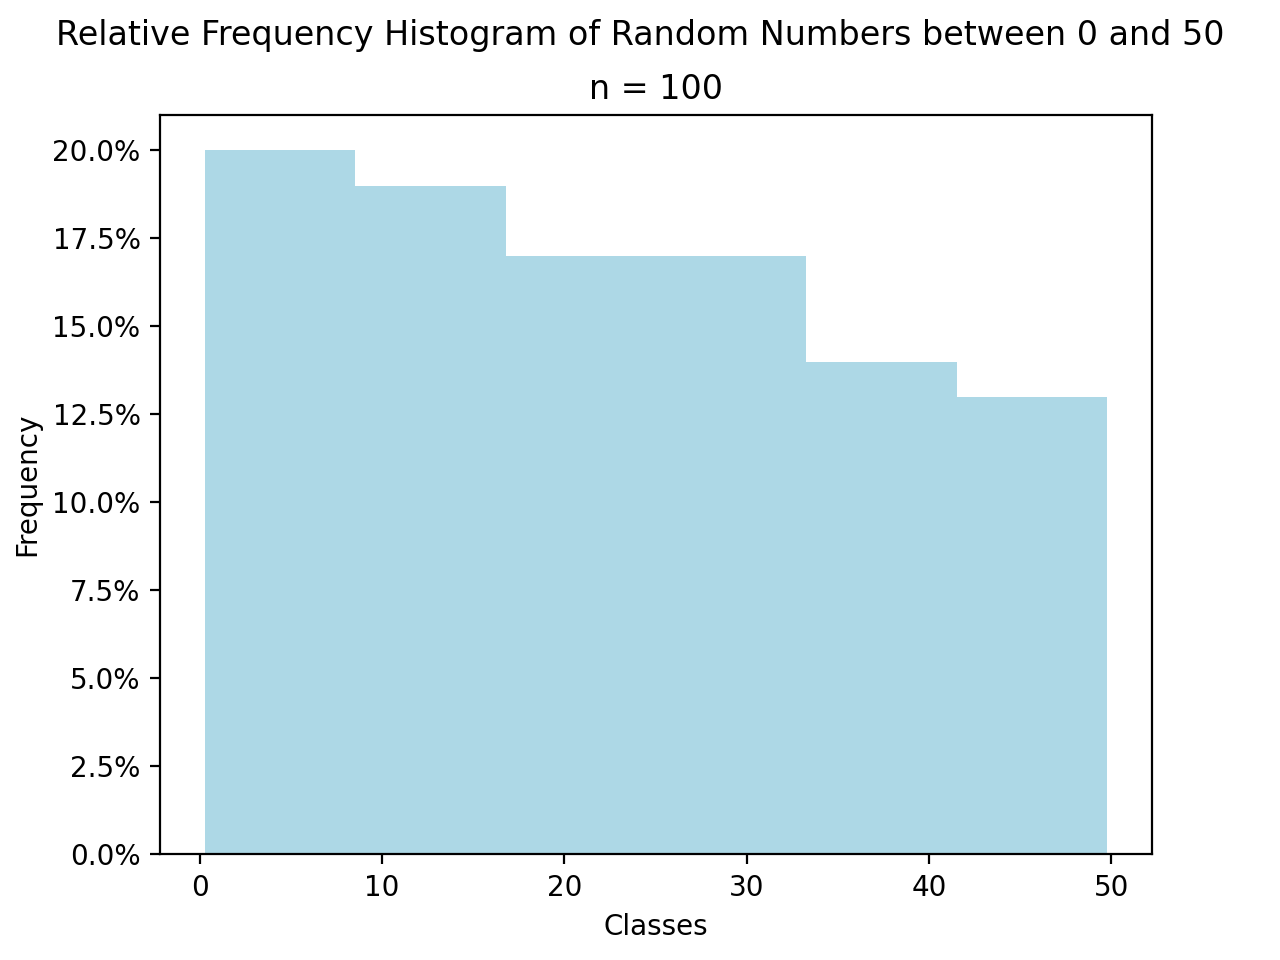 Relative Frequency Histogram of Random Numbers between 0 and 50
n = 100
20.0%
17.5%
15.0%
12.5%
10.0%
7.5%
5.0%
2.5%
0.0%
Frequency
0 10 20 30 40 50
Classes